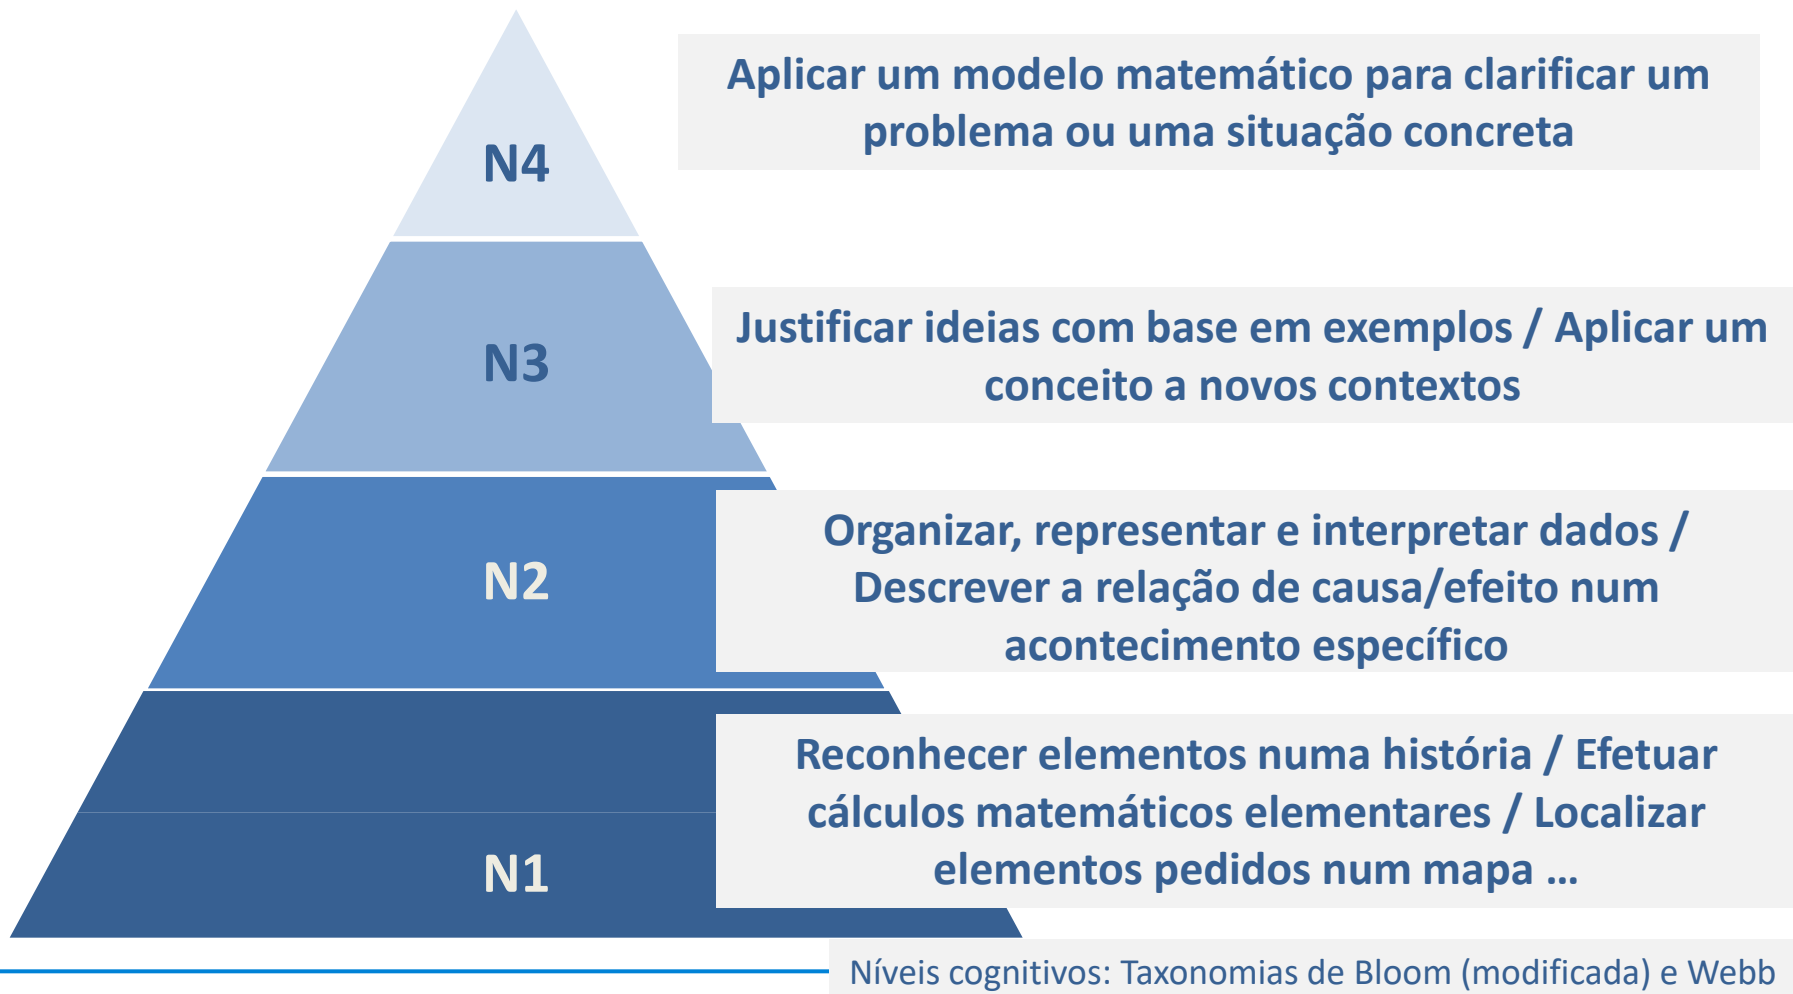 N4
Aplicar um modelo matemático para clarificar um
problema ou uma situação concreta
N3
Justificar ideias com base em exemplos / Aplicar um
conceito a novos contextos
N2
Organizar, representar e interpretar dados /
Descrever a relação de causa/efeito num
acontecimento específico
N1
Reconhecer elementos numa história / Efetuar
cálculos matemáticos elementares / Localizar
elementos pedidos num mapa ...
Níveis cognitivos: Taxonomias de Bloom (modificada) e Webb